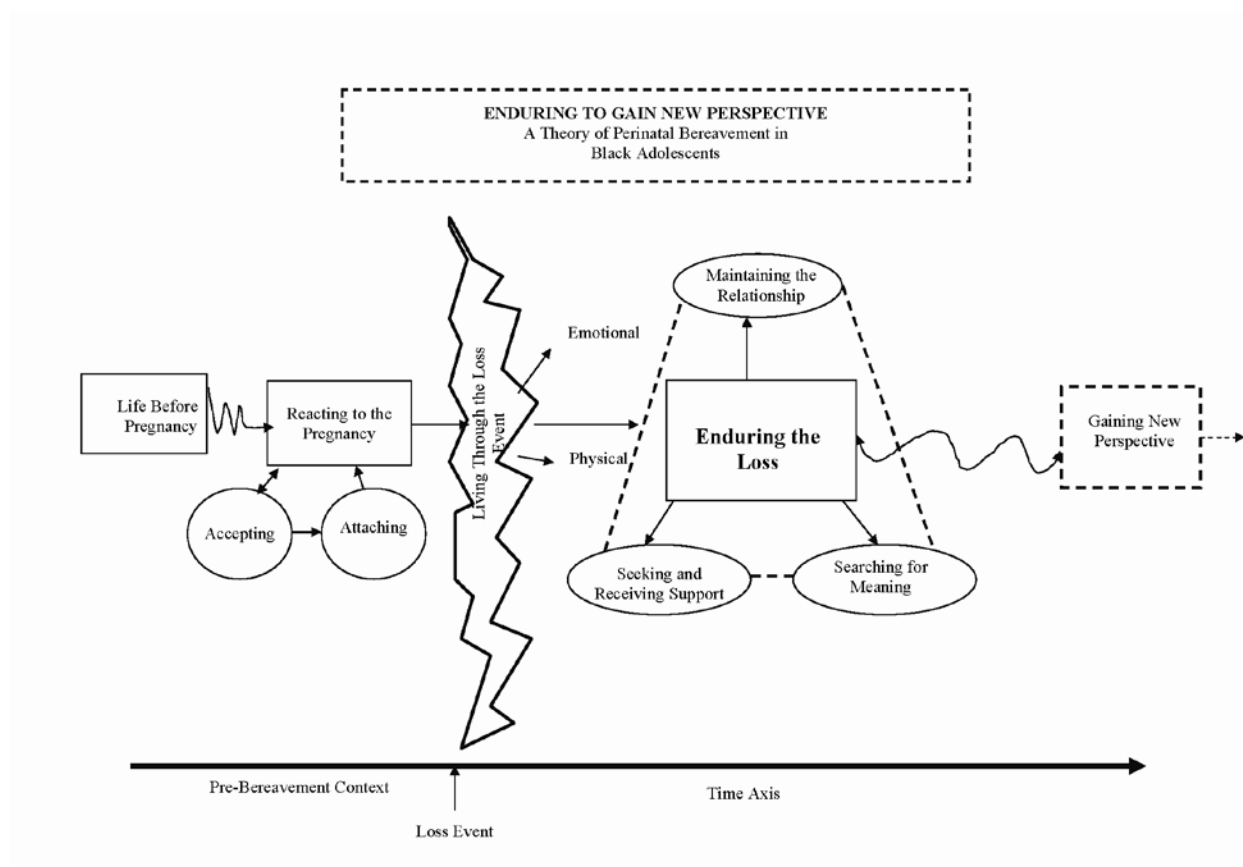 ENDURING TO GAIN NEW PERSPECTIVE
A Theory of Perinatal Bereavement in
Black Adolescents
Life Before
Pregnancy
Reacting to the
Pregnancy
Accepting
Attaching
Living Through the Loss
Event
Emotional
Physical
Maintaining the
Relationship
Enduring the
Loss
Seeking and
Receiving Support
Searching for
Meaning
Gaining New
Perspective
Pre-Bereavement Context
Time Axis
Loss Event